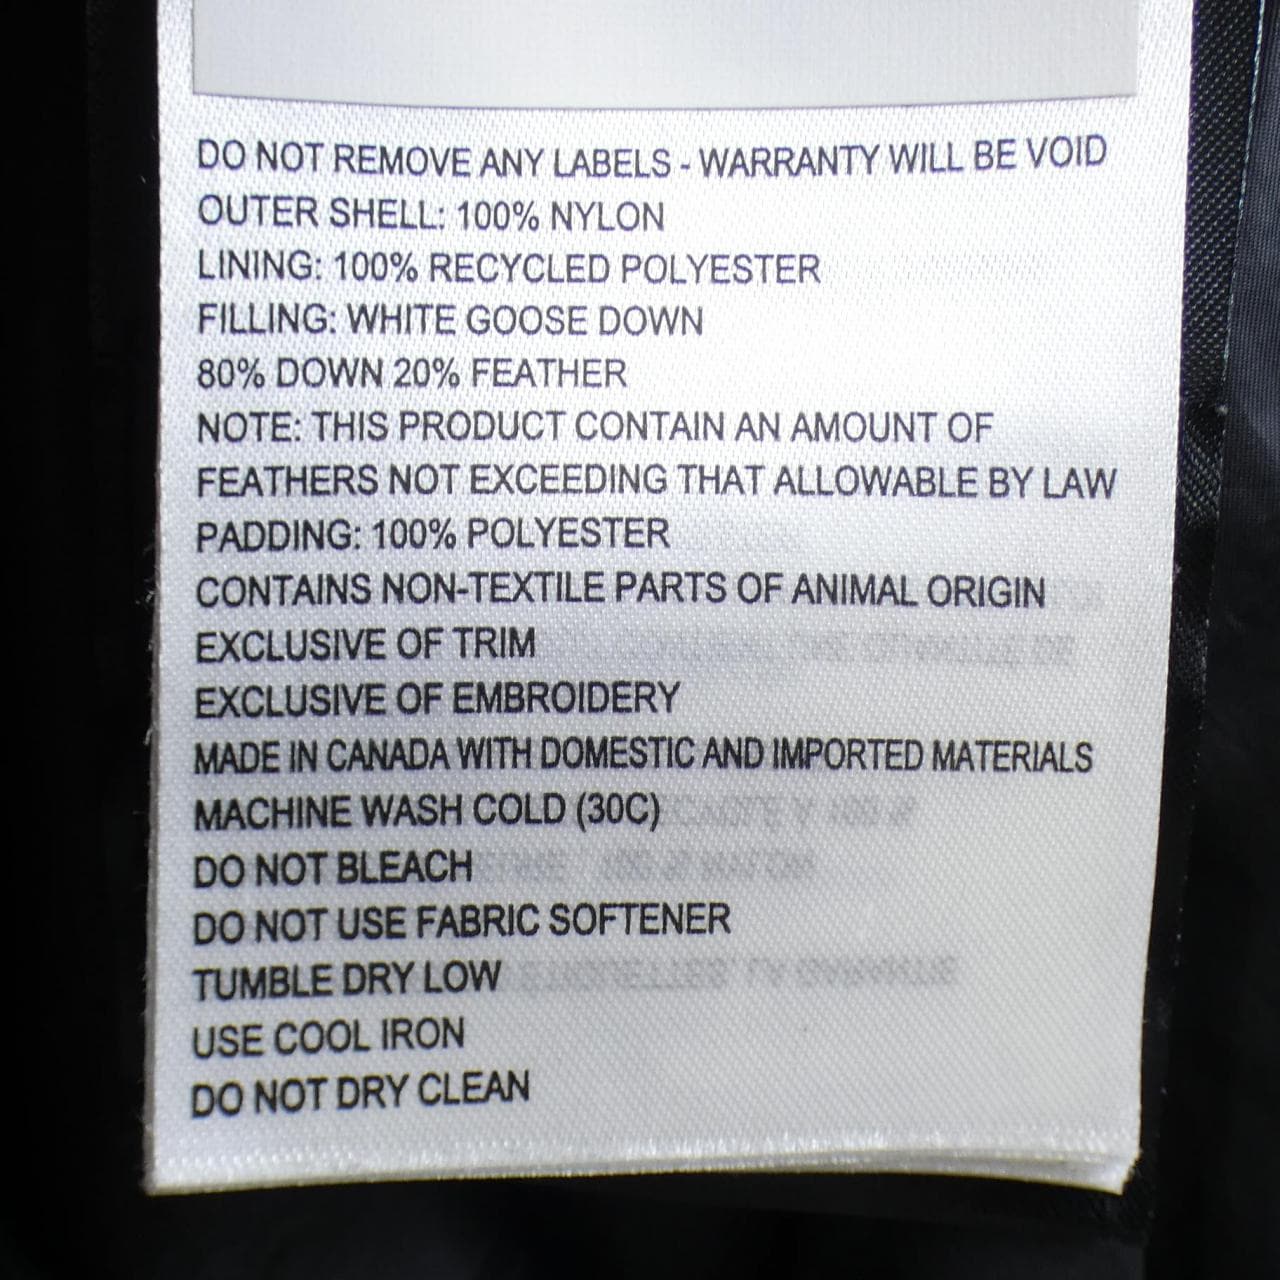 DO NOT REMOVE ANY LABELS - WARRANTY WILL BE VOID
OUTER SHELL: 100% NYLON
LINING: 100% RECYCLED POLYESTER
FILLING: WHITE GOOSE DOWN
80% DOWN 20% FEATHER
NOTE: THIS PRODUCT CONTAIN AN AMOUNT OF
FEATHERS NOT EXCEEDING THAT ALLOWABLE BY LAW
PADDING: 100% POLYESTER
CONTAINS NON-TEXTILE PARTS OF ANIMAL ORIGIN
EXCLUSIVE OF TRIM
EXCLUSIVE OF EMBROIDERY
MADE IN CANADA WITH DOMESTIC AND IMPORTED MATERIALS
MACHINE WASH COLD (30C)
DO NOT BLEACH
DO NOT USE FABRIC SOFTENER
TUMBLE DRY LOW
USE COOL IRON
DO NOT DRY CLEAN